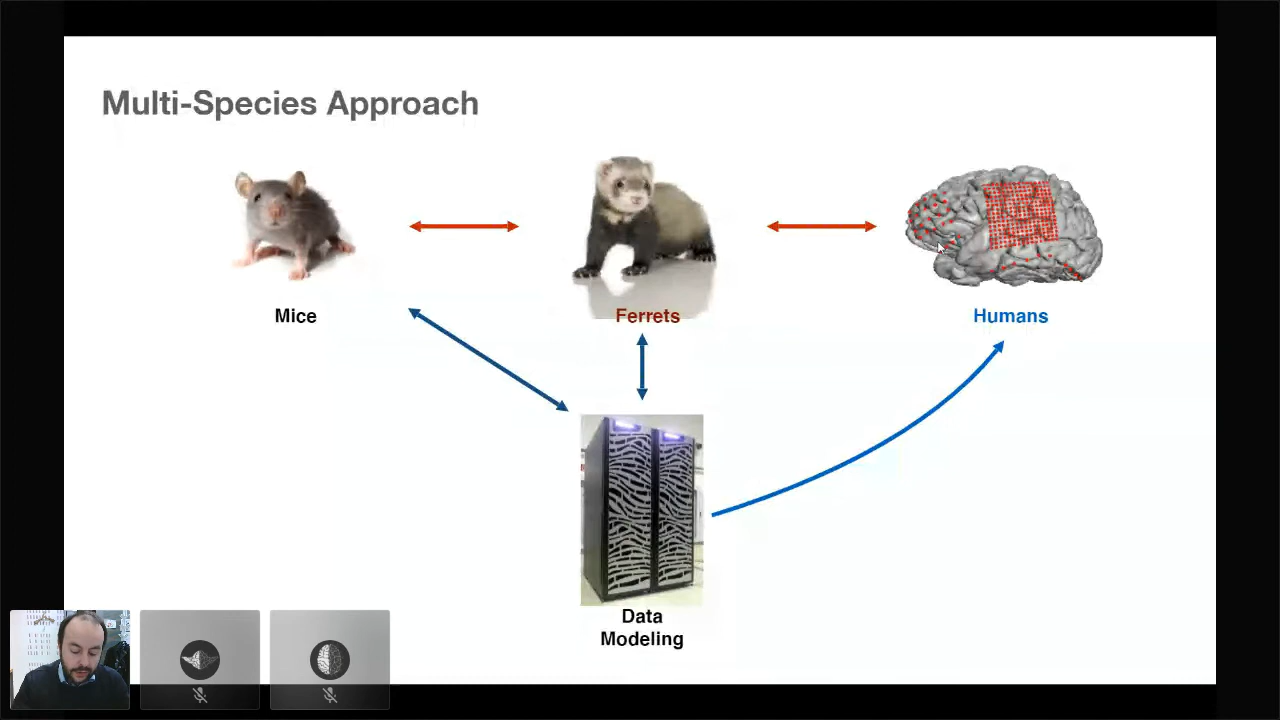 Multi-Species Approach
Mice
Ferrets
Humans
Data
Modeling